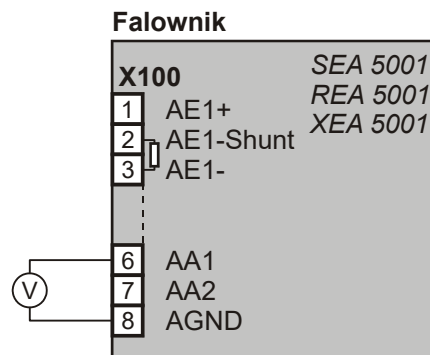 Falownik
X100
SEA 5001
REA 5001
XEA 5001
1 AE1+
2 AE1-Shunt
3 AE1-
6 AA1
V
7 AA2
8 AGND